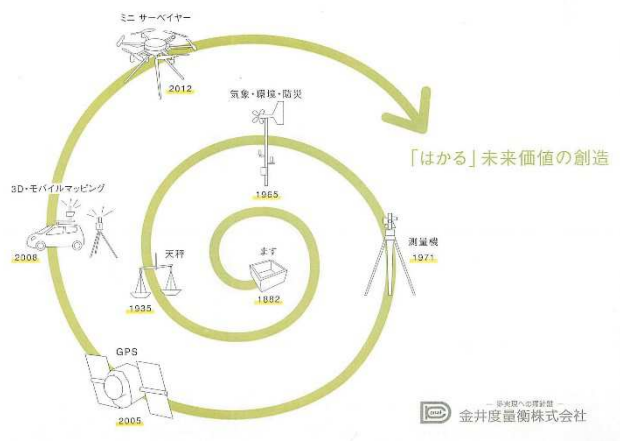 ミニ サーベイヤー
2012
気象・環境・防災
1965
「はかる」未来価値の創造
3D・モバイルマッピング
2008
天秤
1935
ます
1882
測量機
1971
GPS
2005
金井度量衡株式会社